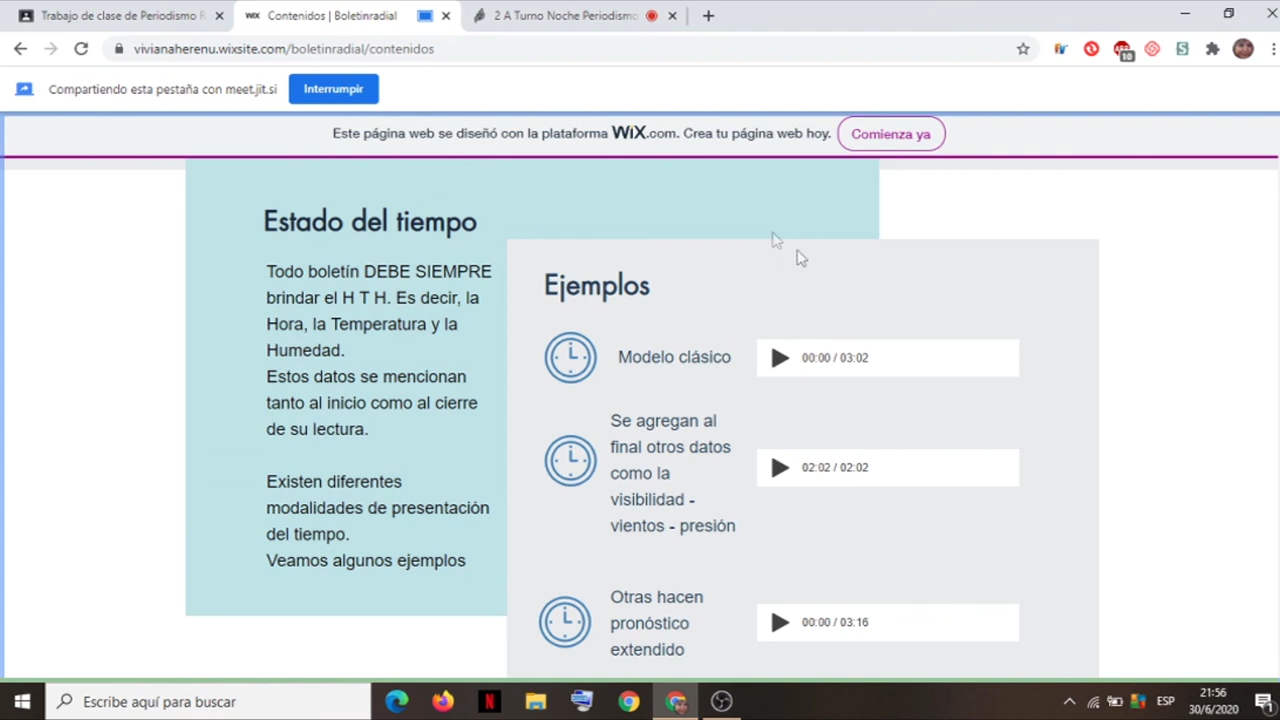 Trabajo de clase de Periodismo R
Contenidos | Boletinradial
2 A Turno Noche Periodismo
vivianaherenu.wixsite.com/boletinradial/contenidos
10
Compartiendo esta pestaña con meet.jit.si
Interrumpir
Este página web se diseñó con la plataforma WiX.com. Crea tu página web hoy.
Comienza ya
Estado del tiempo
Todo boletín DEBE SIEMPRE
brindar el H T H. Es decir, la
Hora, la Temperatura y la
Humedad.
Estos datos se mencionan
tanto al inicio como al cierre
de su lectura.
Existen diferentes
modalidades de presentación
del tiempo.
Veamos algunos ejemplos
Ejemplos
Modelo clásico
00:00 / 03:02
Se agregan al
final otros datos
como la
visibilidad -
vientos - presión
02:02 / 02:02
Otras hacen
pronóstico
extendido
00:00 / 03:16
Escribe aquí para buscar
ESP
21:56
30/6/2020